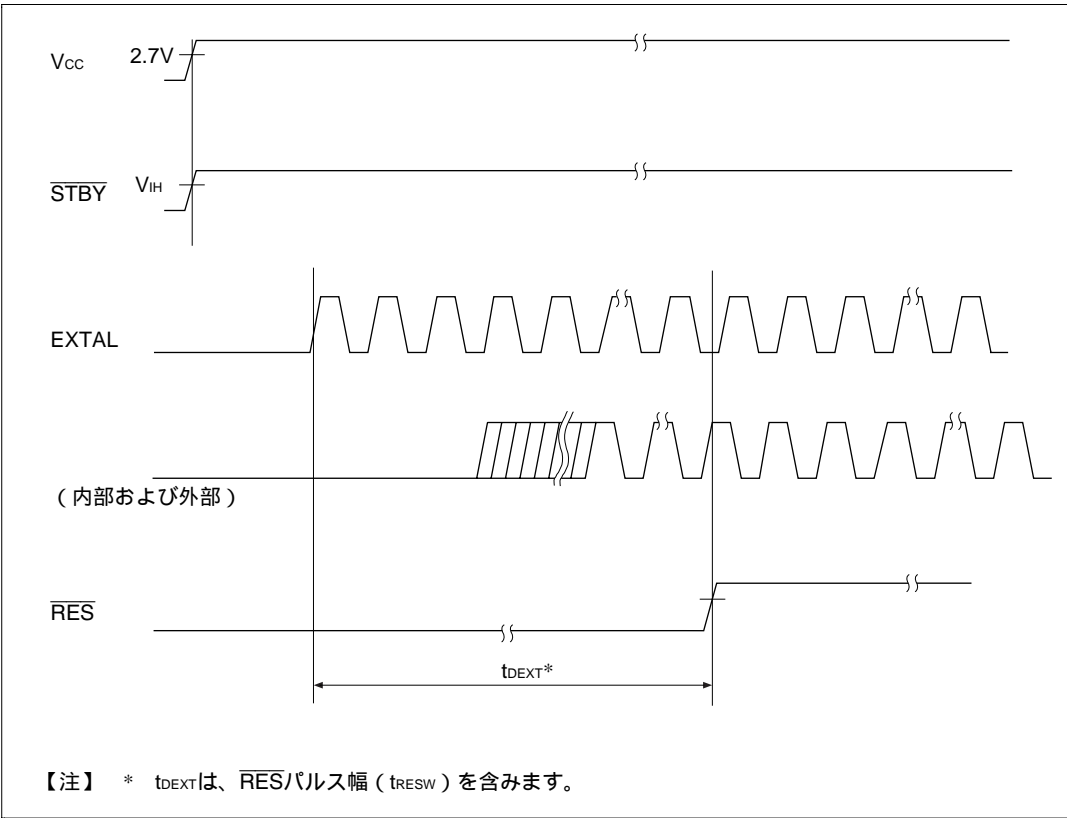 Vcc 2.7V
STBY VIH
EXTAL
(内部および外部)
RES
tDEXT*
【注】 * tDEXTは、RESパルス幅(tRESW)を含みます。